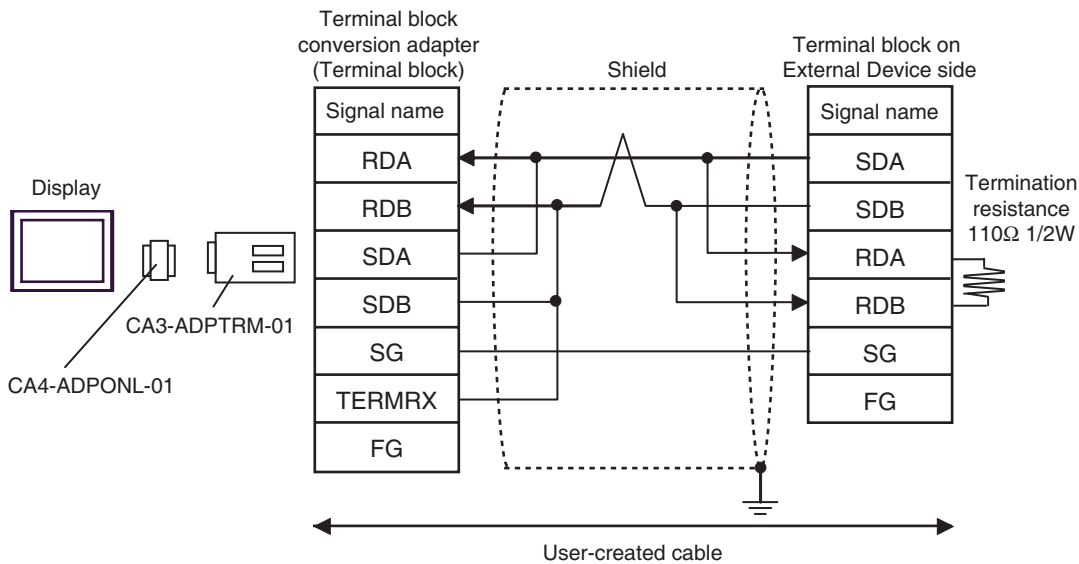 Terminal block
conversion adapter
(Terminal block)
Shield
Terminal block on
External Device side
Display
CA4-ADPONL-01
CA3-ADPTRM-01
Signal name
RDA
RDB
SDA
SDB
SG
TERMRX
FG
Signal name
SDA
SDB
RDA
RDB
SG
FG
Termination
resistance
110Ω 1/2W
User-created cable